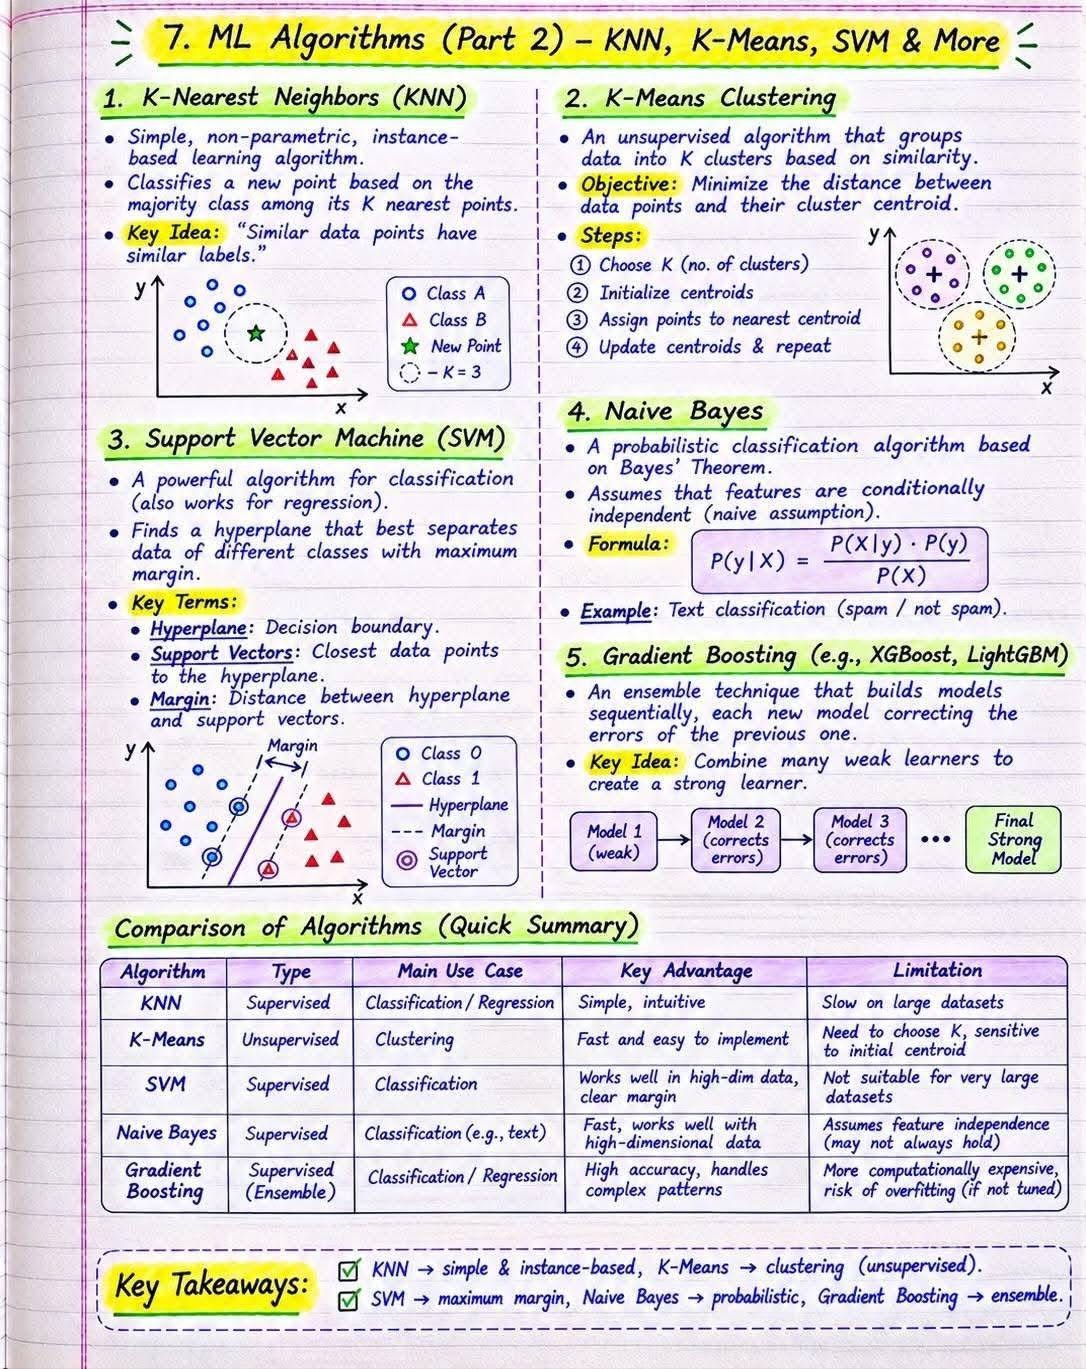 7. ML Algorithms (Part 2) – KNN, K-Means, SVM & More
1. K-Nearest Neighbors (KNN)
• Simple, non-parametric, instance-
based learning algorithm.
• Classifies a new point based on the
majority class among its K nearest points.
• Key Idea: "Similar data points have
similar labels."
y
x
Class A
Class B
New Point
– K = 3
2. K-Means Clustering
• An unsupervised algorithm that groups
data into K clusters based on similarity.
• Objective: Minimize the distance between
data points and their cluster centroid.
• Steps:
① Choose K (no. of clusters)
② Initialize centroids
③ Assign points to nearest centroid
④ Update centroids & repeat
y
x
3. Support Vector Machine (SVM)
• A powerful algorithm for classification
(also works for regression).
• Finds a hyperplane that best separates
data of different classes with maximum
margin.
• Key Terms:
• Hyperplane: Decision boundary.
• Support Vectors: Closest data points
to the hyperplane.
• Margin: Distance between hyperplane
and support vectors.
y
Margin
x
Class 0
Class 1
Hyperplane
Margin
Support
Vector
4. Naive Bayes
• A probabilistic classification algorithm based
on Bayes' Theorem.
• Assumes that features are conditionally
independent (naive assumption).
• Formula: P(y|X) = P(X|y) · P(y) / P(X)
• Example: Text classification (spam / not spam).
5. Gradient Boosting (e.g., XGBoost, LightGBM)
• An ensemble technique that builds models
sequentially, each new model correcting the
errors of the previous one.
• Key Idea: Combine many weak learners to
create a strong learner.
Model 1
(weak)
Model 2
(corrects
errors)
Model 3
(corrects
errors)
•••
Final
Strong
Model
Comparison of Algorithms (Quick Summary)
Algorithm Type Main Use Case Key Advantage Limitation
KNN Supervised Classification / Regression Simple, intuitive Slow on large datasets
K-Means Unsupervised Clustering Fast and easy to implement Need to choose K, sensitive
to initial centroid
SVM Supervised Classification Works well in high-dim data, Not suitable for very large
clear margin datasets
Naive Bayes Supervised Classification (e.g., text) Fast, works well with Assumes feature independence
high-dimensional data (may not always hold)
Gradient Supervised Classification / Regression High accuracy, handles More computationally expensive,
Boosting (Ensemble) complex patterns risk of overfitting (if not tuned)
Key Takeaways:
KNN → simple & instance-based, K-Means → clustering (unsupervised).
SVM → maximum margin, Naive Bayes → probabilistic, Gradient Boosting → ensemble.